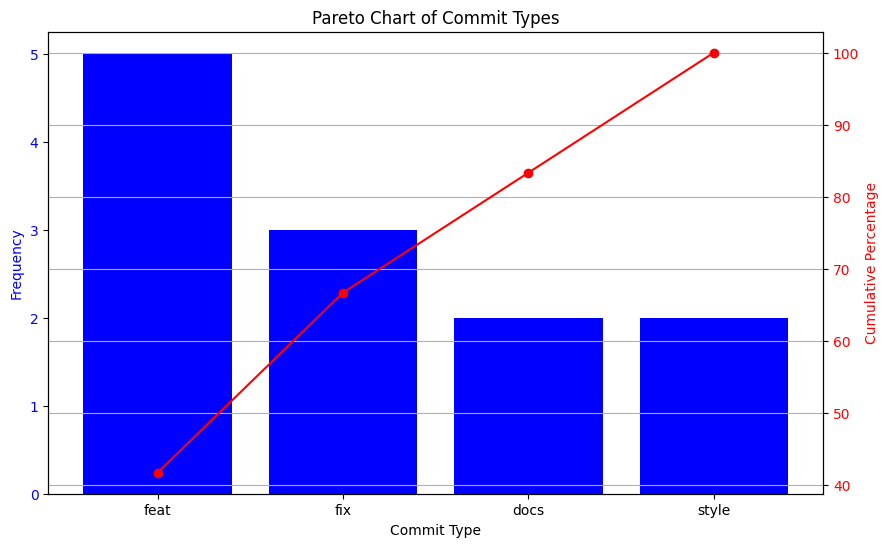 Pareto Chart of Commit Types
5
4
3
2
1
0
Frequency
100
90
80
70
60
50
40
Cumulative Percentage
feat fix docs style
Commit Type